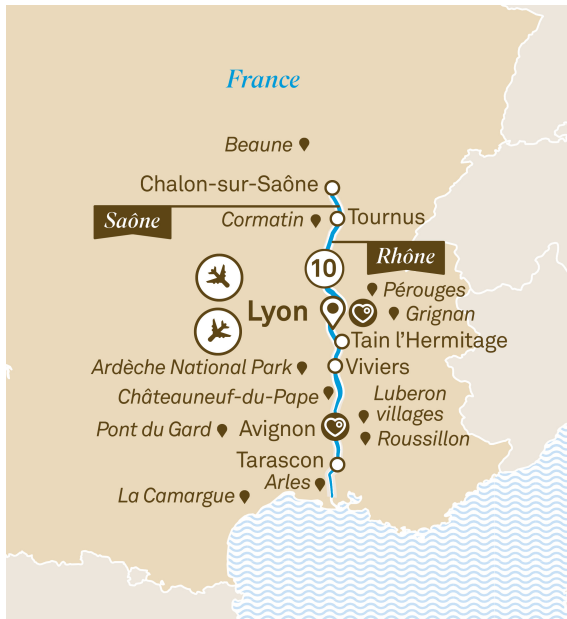 France
Beaune
Chalon-sur-Saône
Saône
Cormatin
Tournus
Rhône
10
Pérouges
Lyon
Grignan
Tain l’Hermitage
Ardèche National Park
Viviers
Châteauneuf-du-Pape
Luberon
villages
Pont du Gard
Avignon
Roussillon
Tarascon
Arles
La Camargue